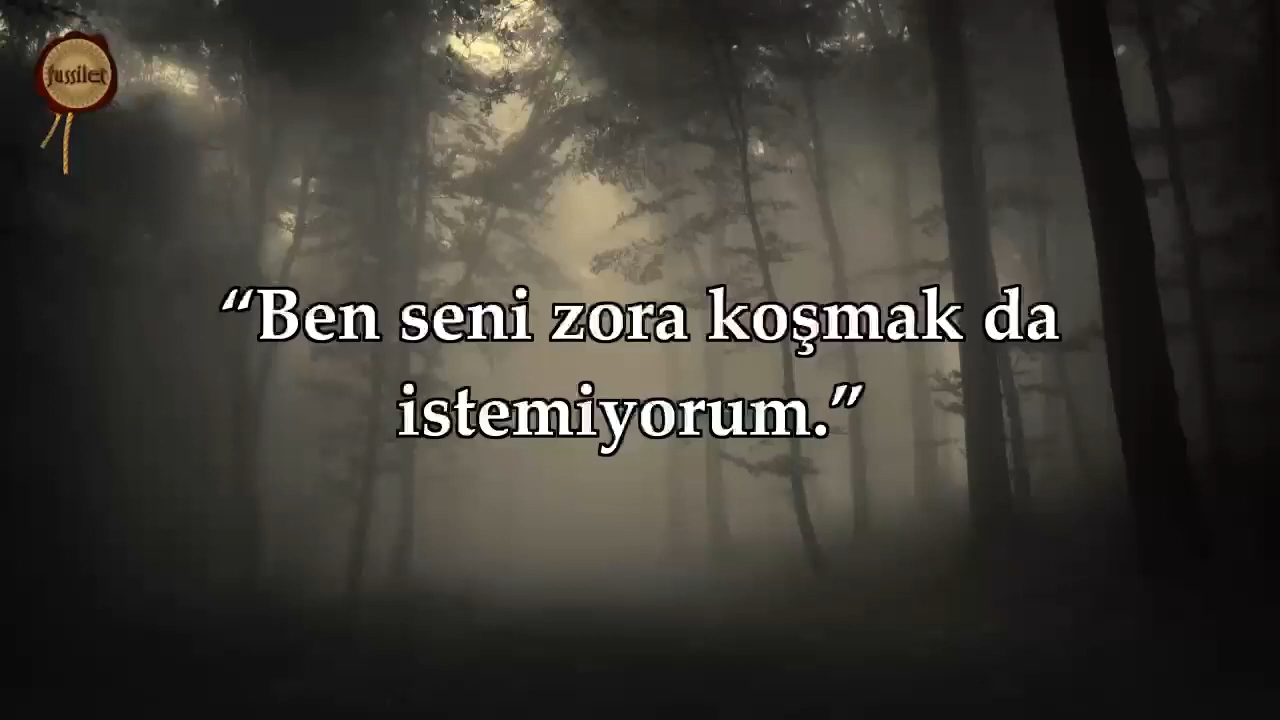 fussilet
“Ben seni zora koşmak da
istemiyorum.”